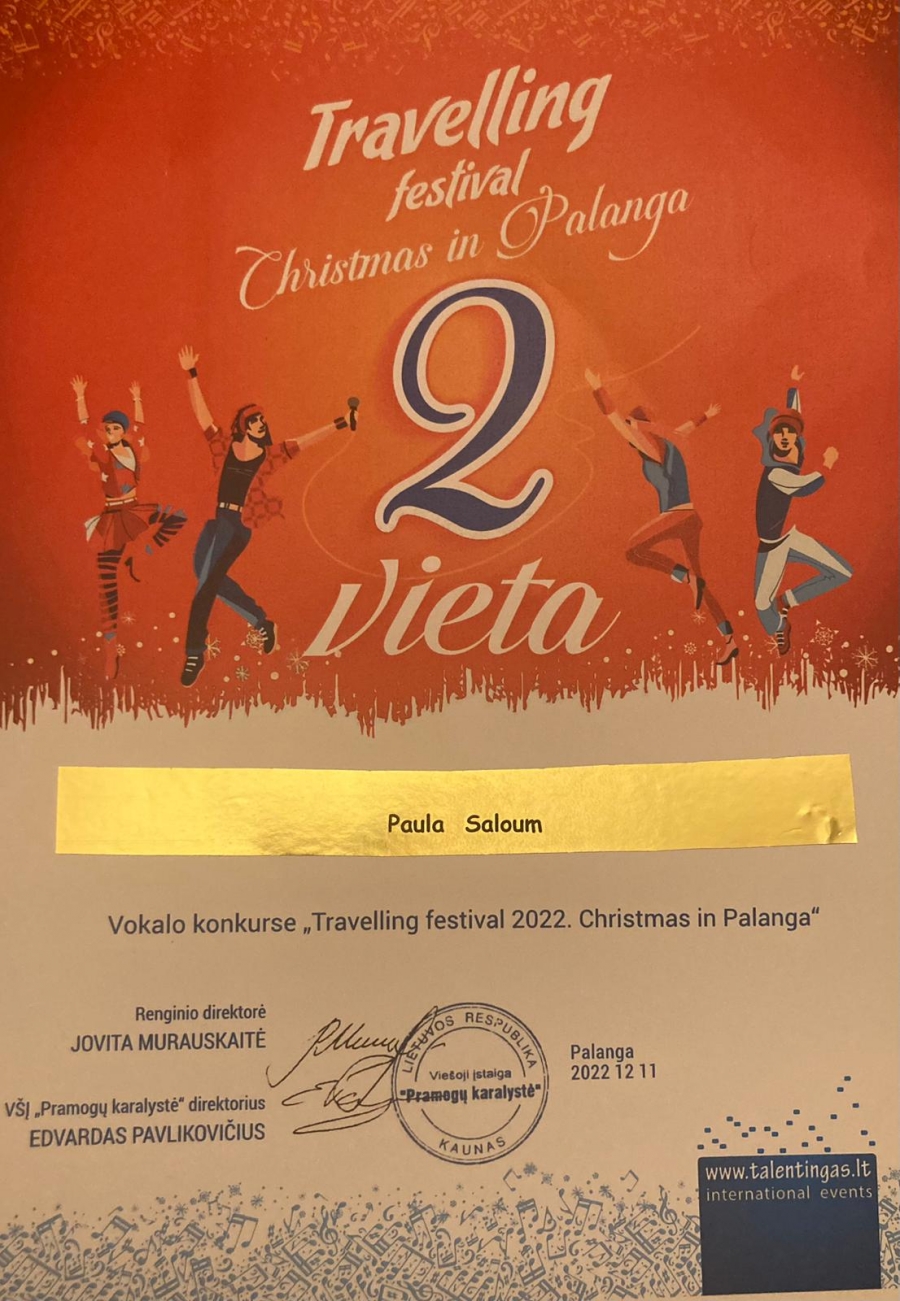 Travelling
festival
Christmas in Palanga
2
vieta
Paula Saloum
Vokalo konkurse „Travelling festival 2022. Christmas in Palanga“
Renginio direktorė
JOVITA MURAUSKAITĖ
VŠĮ „Pramogų karalystė“ direktorius
EDVARDAS PAVLIKOVIČIUS
LIETUVOS RESPUBLIKA
Viešoji įstaiga
"Pramogų karalystė"
KAUNAS
Palanga
2022 12 11
www.talentingas.lt
international events